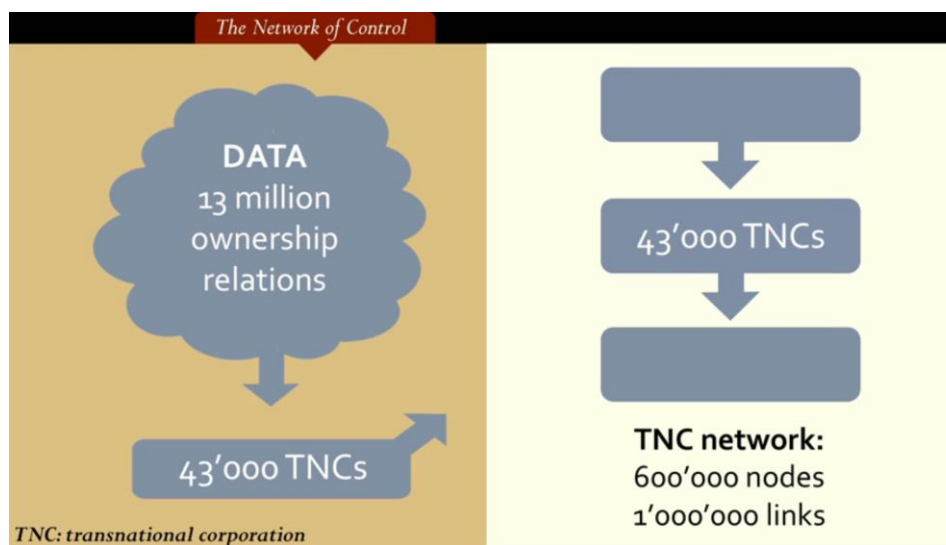 The Network of Control
DATA
13 million
ownership
relations
43'000 TNCs
TNC: transnational corporation
43'000 TNCs
TNC network:
600'000 nodes
1'000'000 links